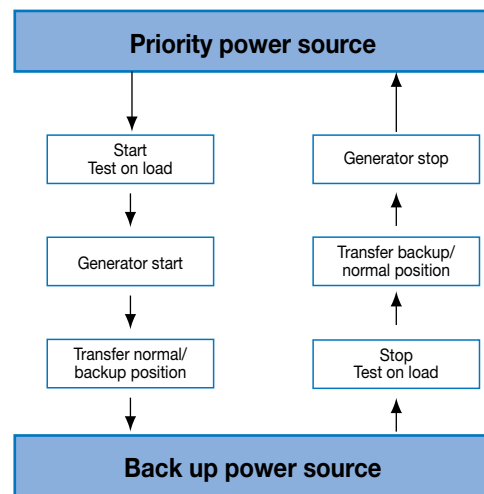 Priority power source
Start
Test on load
Generator start
Transfer normal/
backup position
Generator stop
Transfer backup/
normal position
Stop
Test on load
Back up power source